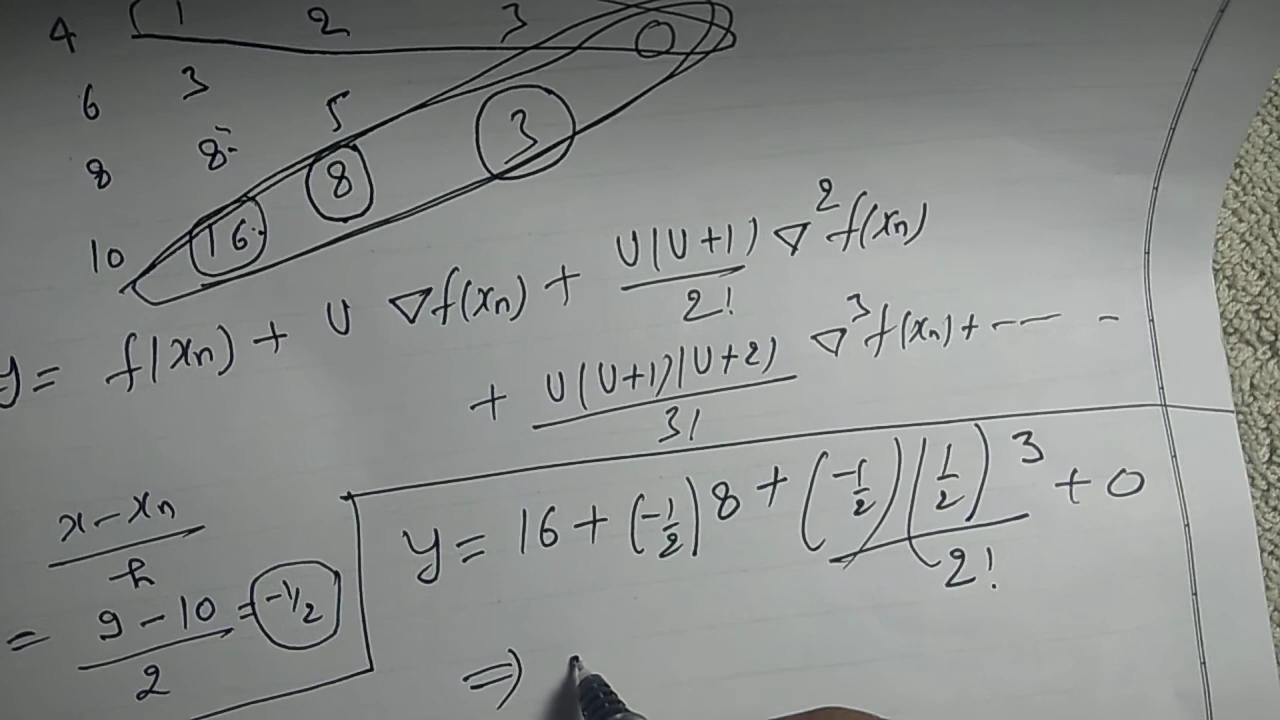 4 1 2 3 0
6 3 5 3
8 8 8
10 16
y = f(xn) + U ∇f(xn) + U(U+1)/2! ∇²f(xn)
+ U(U+1)(U+2)/3! ∇³f(xn) + -- — -
x-xn/h
= 9-10/2 = -1/2
y = 16 + (-1/2) 8 + (-1/2)(1/2) 3/2! + 0
⇒